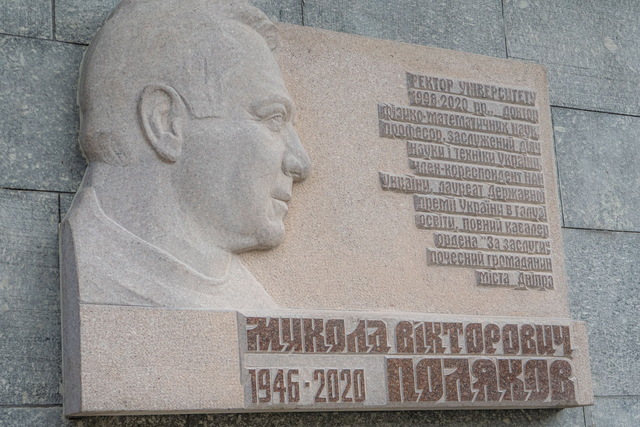 РЕКТОР УНІВЕРСИТЕТУ
1998-2020 рр., доктор
фізико-математичних наук,
професор, заслужений діяч
науки і техніки України,
член-кореспондент НАН
України, лауреат Державної
премії України в галузі
освіти, повний кавалер
ордена "За заслуги",
почесний громадянин
міста Дніпра
МИКОЛА ВІКТОРОВИЧ
1946-2020 ПОЛЯКОВ